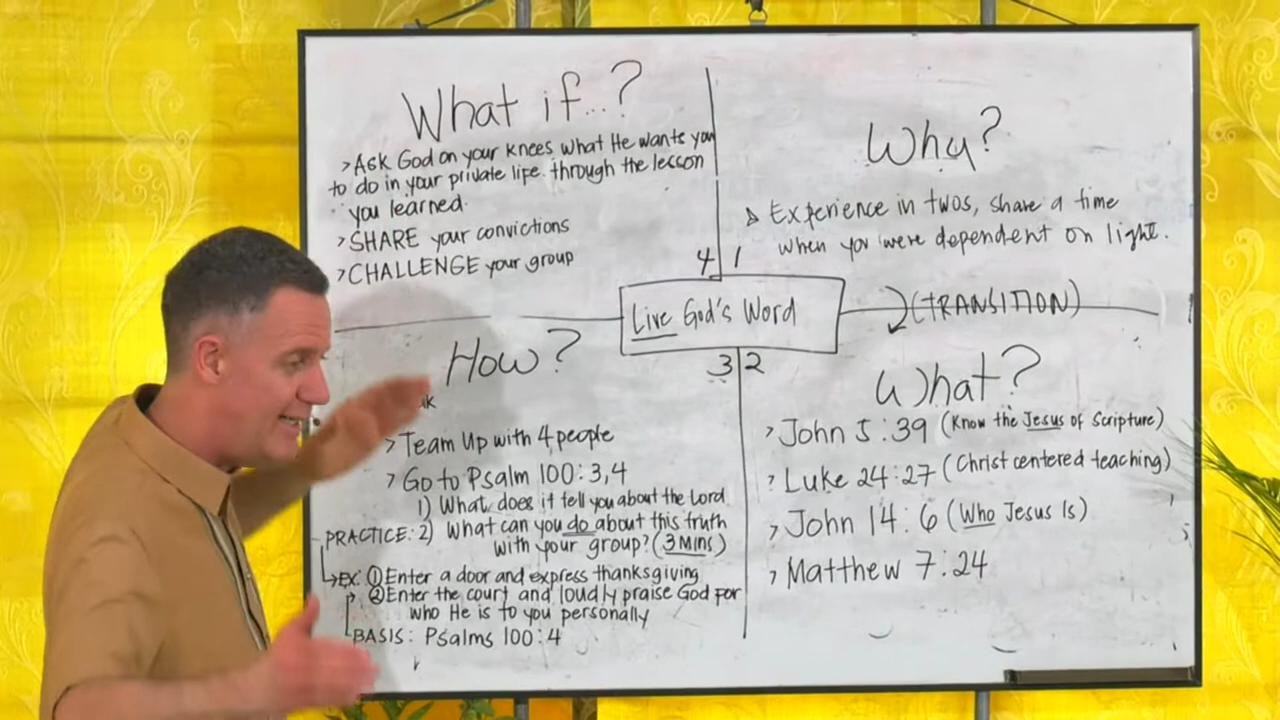 What if...?
> Ask God on your knees what He wants you
to do in your private life through the lesson
you learned.
> SHARE your convictions
> CHALLENGE your group
4
1
Why?
Experience in twos, share a time
when you were dependent on light.
Live God's Word
(TRANSITION)
3
2
How?
> Team Up with 4 people
> Go to Psalm 100:3,4
1) What does it tell you about the Lord
PRACTICE: 2) What can you do about this truth
with your group? (3 Mins)
→ EX: ① Enter a door and express thanksgiving
② Enter the court and loudly praise God for
who He is to you personally
BASIS: Psalms 100:4
What?
> John 5:39 (Know the Jesus of Scripture)
> Luke 24:27 (Christ centered teaching)
> John 14:6 (Who Jesus Is)
> Matthew 7:24